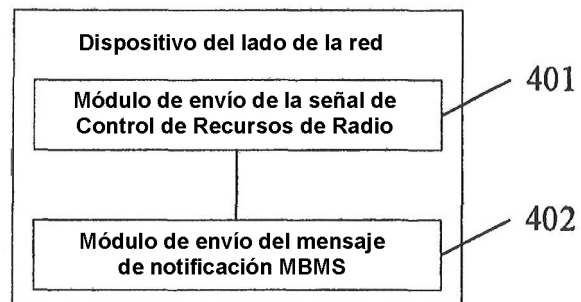 Dispositivo del lado de la red
Módulo de envío de la señal de
Control de Recursos de Radio
401
Módulo de envío del mensaje
de notificación MBMS
402